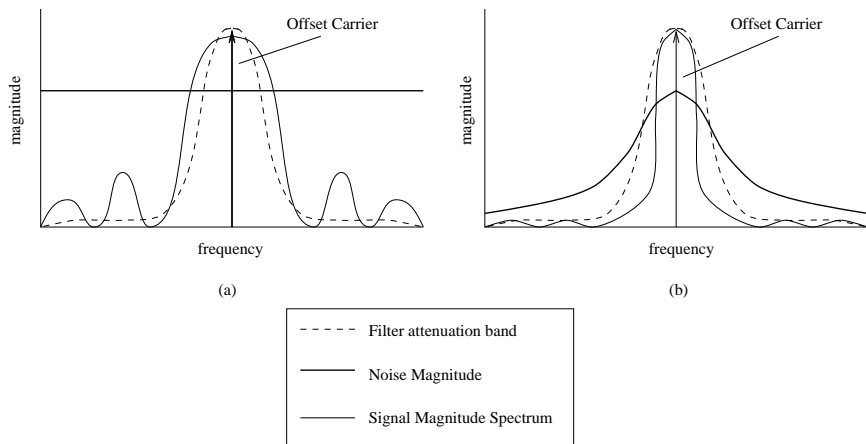 Offset Carrier
magnitude
frequency
(a)
Offset Carrier
magnitude
frequency
(b)
Filter attenuation band
Noise Magnitude
Signal Magnitude Spectrum